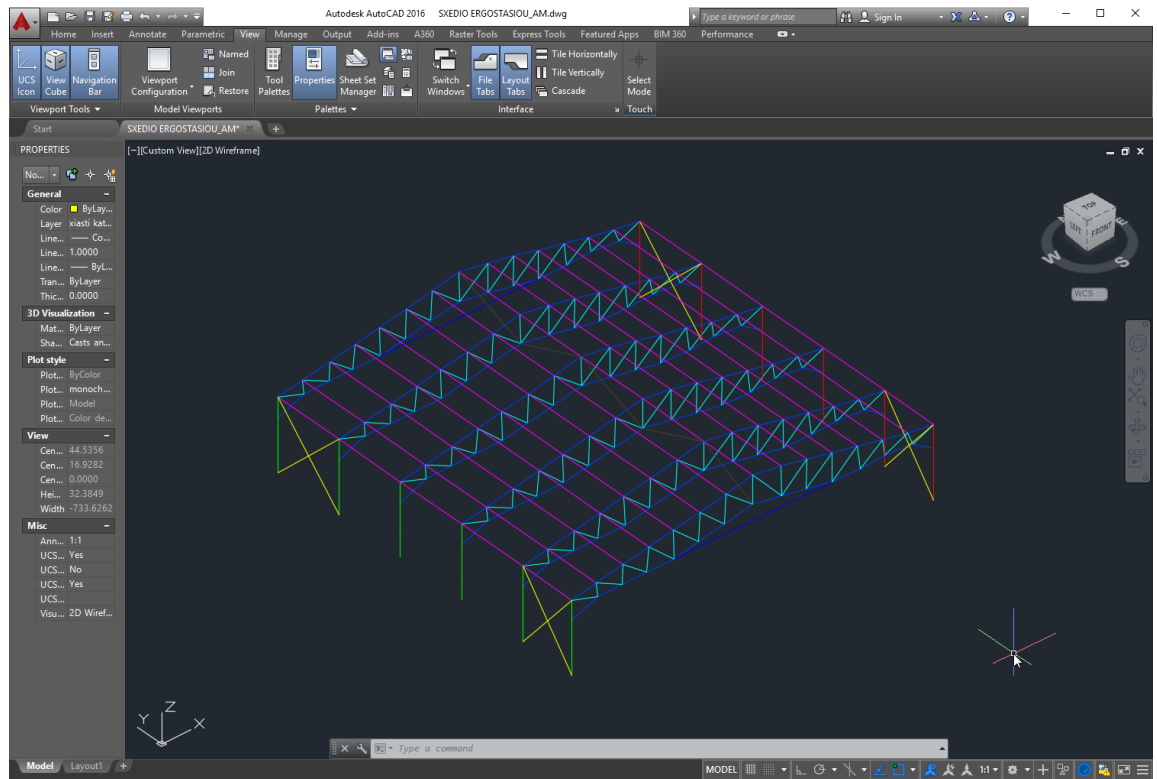 Autodesk AutoCAD 2016 SXEDIO ERGOSTASIOU_AM.dwg
Type a keyword or phrase
Sign In
Home Insert Annotate Parametric View Manage Output Add-ins A360 Raster Tools Express Tools Featured Apps BIM 360 Performance
UCS Icon
View Cube
Navigation Bar
Viewport Configuration
Named
Join
Restore
Tool Palettes
Properties
Sheet Set Manager
Switch Windows
File Tabs
Layout Tabs
Tile Horizontally
Tile Vertically
Cascade
Select Mode
Viewport Tools Model Viewports Palettes Interface Touch
Start SXEDIO ERGOSTASIOU_AM*
PROPERTIES
[−][Custom View][2D Wireframe]
No...
General
Color ByLay...
Layer xiasti kat...
Line... Co...
Line... 1.0000
Line... ByL...
Tran... ByLayer
Thic... 0.0000
3D Visualization
Mat... ByLayer
Sha... Casts an...
Plot style
Plot... ByColor
Plot... monoch...
Plot... Model
Plot... Color de...
View
Cen... 44.5356
Cen... 16.9282
Cen... 0.0000
Hei... 32.3849
Width -733.6262
Misc
Ann... 1:1
UCS... Yes
UCS... No
UCS... Yes
UCS...
Visu... 2D Wiref...
TOP
LEFT
FRONT
E
W
S
WCS
Z
Y
X
Type a command
Model Layout1
MODEL
1:1